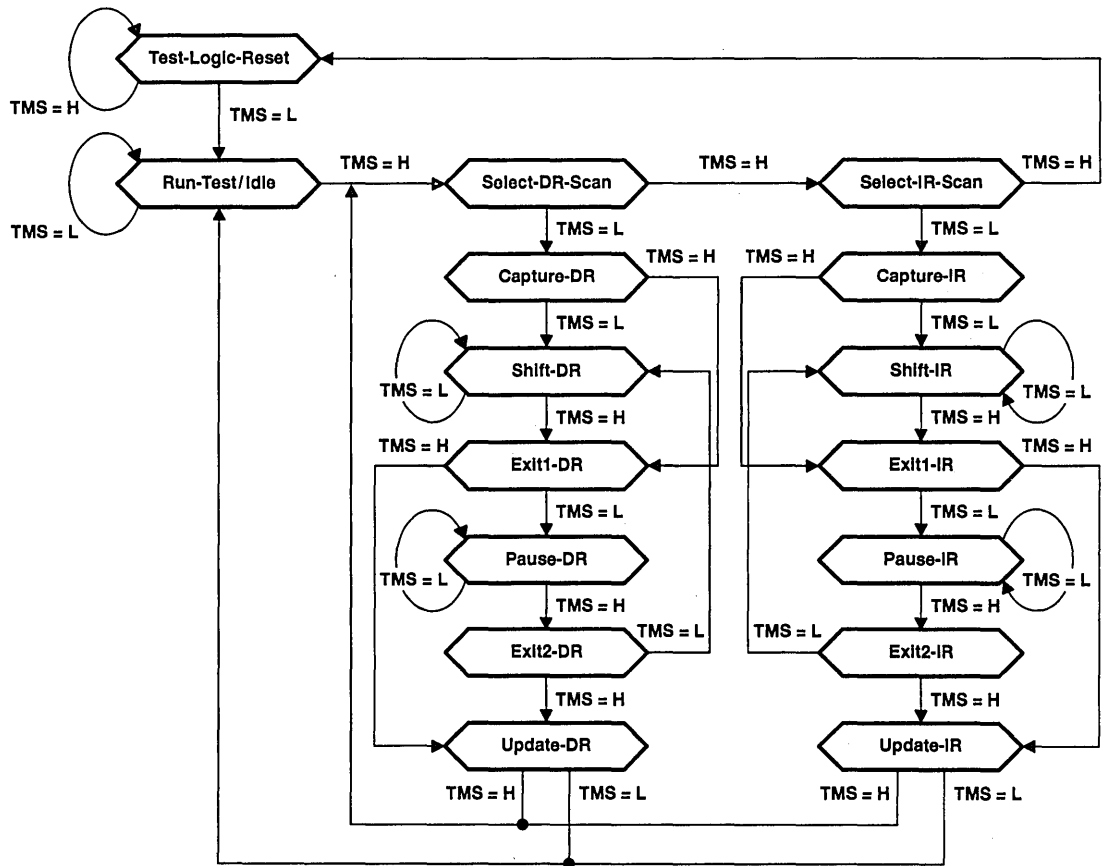 Test-Logic-Reset
TMS = H
TMS = L
Run-Test/Idle
TMS = H
Select-DR-Scan
TMS = H
Select-IR-Scan
TMS = H
TMS = L
TMS = L
TMS = L
Capture-DR
TMS = H
TMS = H
Capture-IR
TMS = L
TMS = L
Shift-DR
Shift-IR
TMS = L
TMS = L
TMS = H
TMS = H
TMS = H
Exit1-DR
Exit1-IR
TMS = H
TMS = L
TMS = L
Pause-DR
Pause-IR
TMS = L
TMS = L
TMS = H
TMS = H
Exit2-DR
TMS = L
TMS = L
Exit2-IR
TMS = H
TMS = H
Update-DR
Update-IR
TMS = H
TMS = L
TMS = H
TMS = L